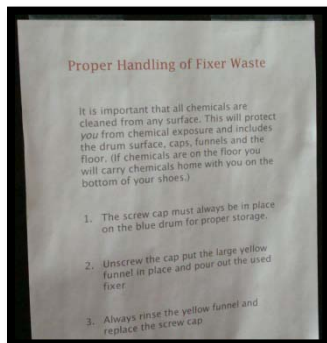 Proper Handling of Fixer Waste
It is important that all chemicals are
cleaned from any surface. This will protect
you from chemical exposure and includes
the drum surface, caps, funnels and the
floor. (If chemicals are on the floor you
will carry chemicals home with you on the
bottom of your shoes.)
1. The screw cap must always be in place
on the blue drum for proper storage.
2. Unscrew the cap put the large yellow
funnel in place and pour out the used
fixer
3. Always rinse the yellow funnel and
replace the screw cap